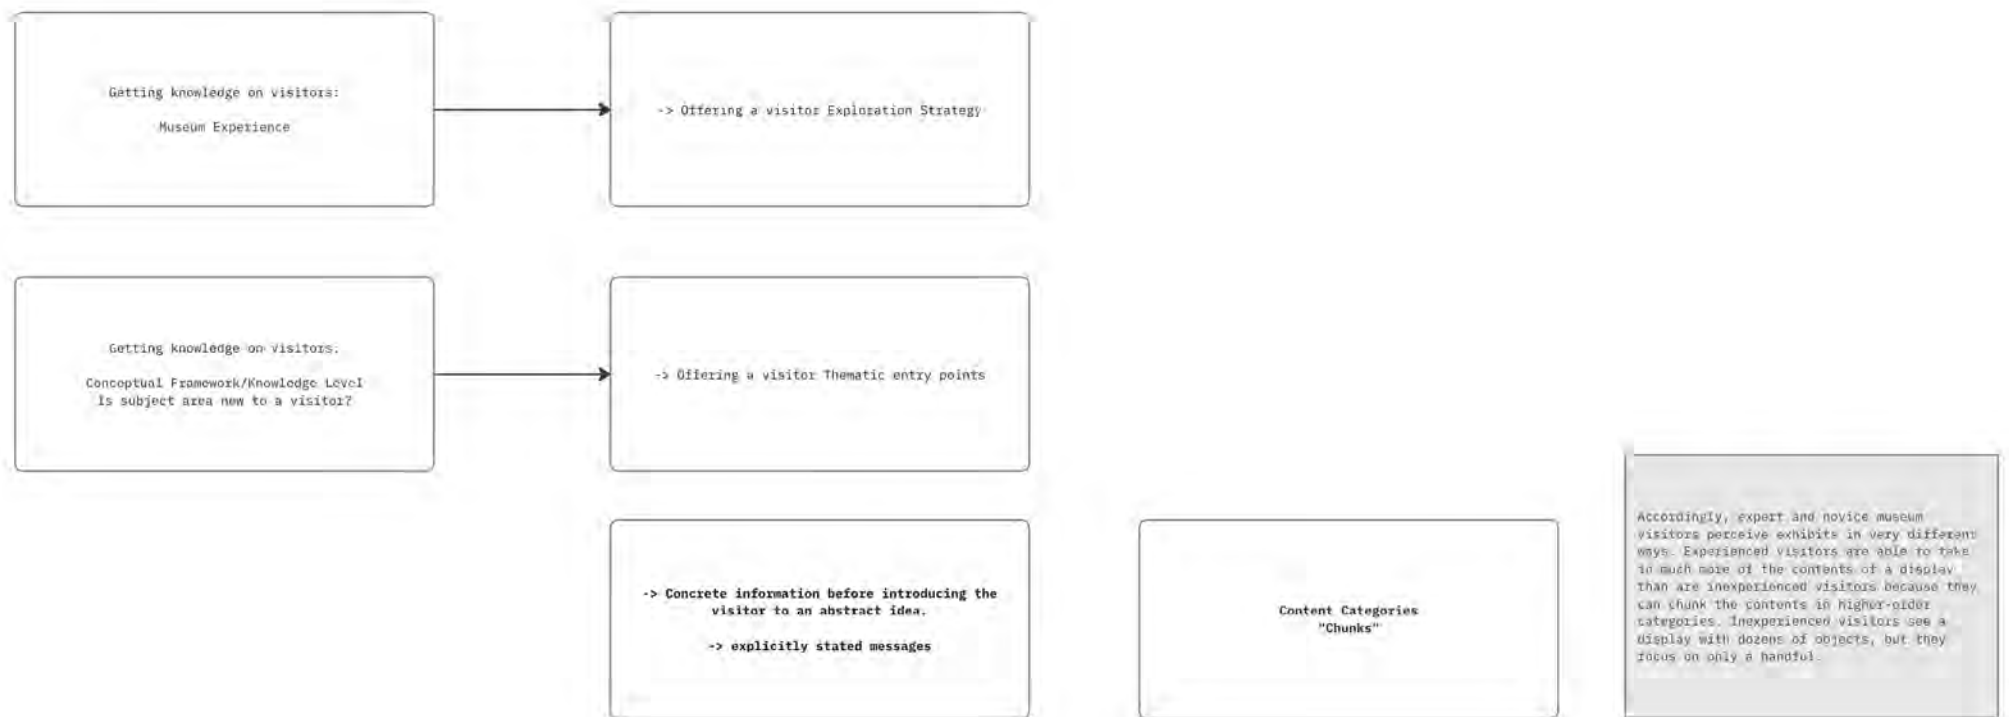 Getting knowledge on visitors:
Museum Experience
-> Offering a visitor Exploration Strategy
Getting knowledge on visitors.
Conceptual Framework/Knowledge Level
Is subject area new to a visitor?
-> Offering a visitor Thematic entry points
-> Concrete information before introducing the
visitor to an abstract idea.
-> explicitly stated messages
Content Categories
"Chunks"
Accordingly, expert and novice museum
visitors perceive exhibits in very different
ways. Experienced visitors are able to take
in much more of the contents of a display
than are inexperienced visitors because they
can chunk the contents in higher-order
categories. Inexperienced visitors see a
display with dozens of objects, but they
focus on only a handful.